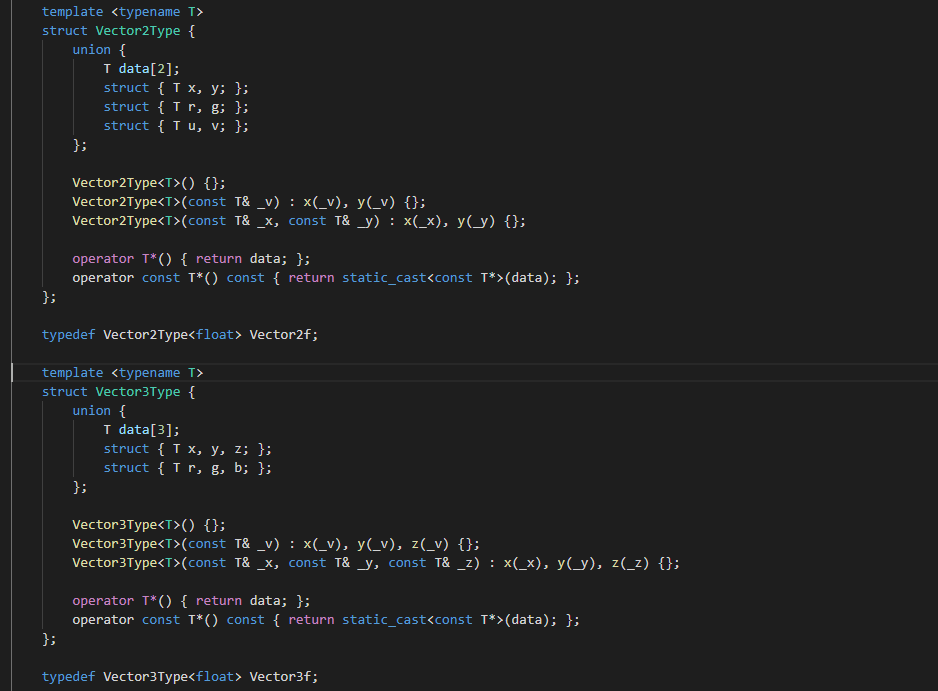 template <typename T>
struct Vector2Type {
union {
T data[2];
struct { T x, y; };
struct { T r, g; };
struct { T u, v; };
};
Vector2Type<T>() {};
Vector2Type<T>(const T& _v) : x(_v), y(_v) {};
Vector2Type<T>(const T& _x, const T& _y) : x(_x), y(_y) {};
operator T*() { return data; };
operator const T*() const { return static_cast<const T*>(data); };
};
typedef Vector2Type<float> Vector2f;
template <typename T>
struct Vector3Type {
union {
T data[3];
struct { T x, y, z; };
struct { T r, g, b; };
};
Vector3Type<T>() {};
Vector3Type<T>(const T& _v) : x(_v), y(_v), z(_v) {};
Vector3Type<T>(const T& _x, const T& _y, const T& _z) : x(_x), y(_y), z(_z) {};
operator T*() { return data; };
operator const T*() const { return static_cast<const T*>(data); };
};
typedef Vector3Type<float> Vector3f;